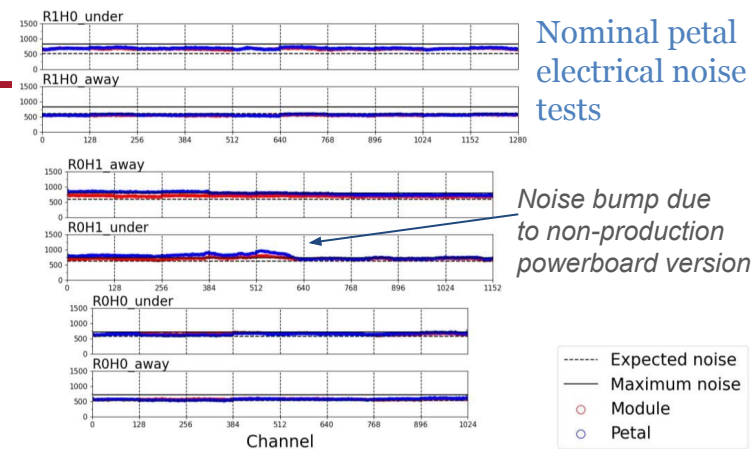 R1H0_under
1500
1000
500
0
R1H0_away
1500
1000
500
0
0 128 256 384 512 640 768 896 1024 1152 1280
Nominal petal
electrical noise
tests
R0H1_away
1500
1000
500
0
R0H1_under
1500
1000
500
0
0 128 256 384 512 640 768 896 1024 1152
Noise bump due
to non-production
powerboard version
R0H0_under
1500
1000
500
0
R0H0_away
1500
1000
500
0
0 128 256 384 512 640 768 896 1024
Channel
Expected noise
Maximum noise
Module
Petal